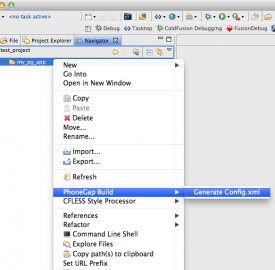 <no task active>
Debug
Tasktop
ColdFusion Debugging
FusionDebug
File
Project Explorer
Navigator
test_project
my_pg_app
New
Go Into
Open in New Window
Copy
Paste
Delete
Move...
Rename...
Import...
Export...
Refresh
PhoneGap Build
Generate Config.xml
CFLESS Style Processor
References
Refactor
Command Line Shell
Explore Files
Copy path(s) to clipboard
Set URL Prefix